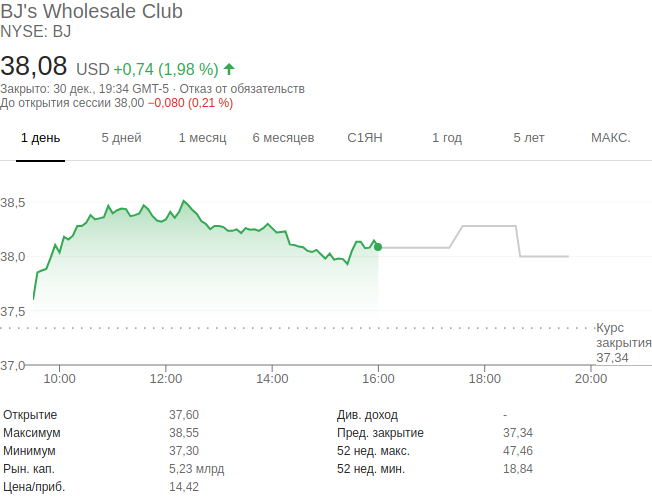 BJ's Wholesale Club
NYSE: BJ
38,08 USD +0,74 (1,98 %)
Закрыто: 30 дек., 19:34 GMT-5 · Отказ от обязательств
До открытия сессии 38,00 −0,080 (0,21 %)
1 день 5 дней 1 месяц 6 месяцев С1ЯН 1 год 5 лет МАКС.
38,5
38,0
37,5
Курс
закрытия
37,34
37,0
10:00 12:00 14:00 16:00 18:00 20:00
Открытие 37,60 Див. доход -
Максимум 38,55 Пред. закрытие 37,34
Минимум 37,30 52 нед. макс. 47,46
Рын. кап. 5,23 млрд 52 нед. мин. 18,84
Цена/приб. 14,42